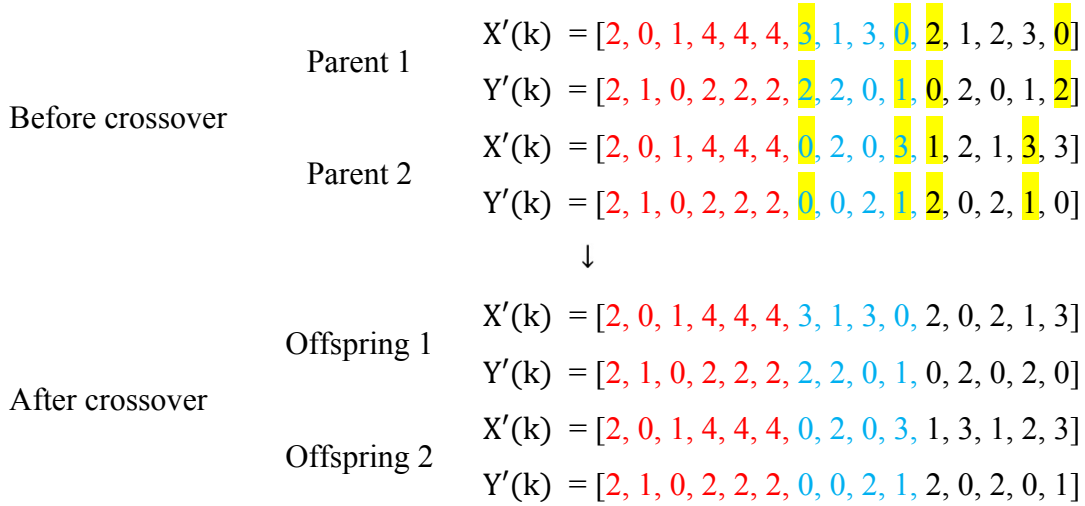 X′(k) = [2, 0, 1, 4, 4, 4, 3, 1, 3, 0, 2, 1, 2, 3, 0]
Parent 1
Y′(k) = [2, 1, 0, 2, 2, 2, 2, 2, 0, 1, 0, 2, 0, 1, 2]
Before crossover
X′(k) = [2, 0, 1, 4, 4, 4, 0, 2, 0, 3, 1, 2, 1, 3, 3]
Parent 2
Y′(k) = [2, 1, 0, 2, 2, 2, 0, 0, 2, 1, 2, 0, 2, 1, 0]
↓
X′(k) = [2, 0, 1, 4, 4, 4, 3, 1, 3, 0, 2, 0, 2, 1, 3]
Offspring 1
Y′(k) = [2, 1, 0, 2, 2, 2, 2, 2, 0, 1, 0, 2, 0, 2, 0]
After crossover
X′(k) = [2, 0, 1, 4, 4, 4, 0, 2, 0, 3, 1, 3, 1, 2, 3]
Offspring 2
Y′(k) = [2, 1, 0, 2, 2, 2, 0, 0, 2, 1, 2, 0, 2, 0, 1]